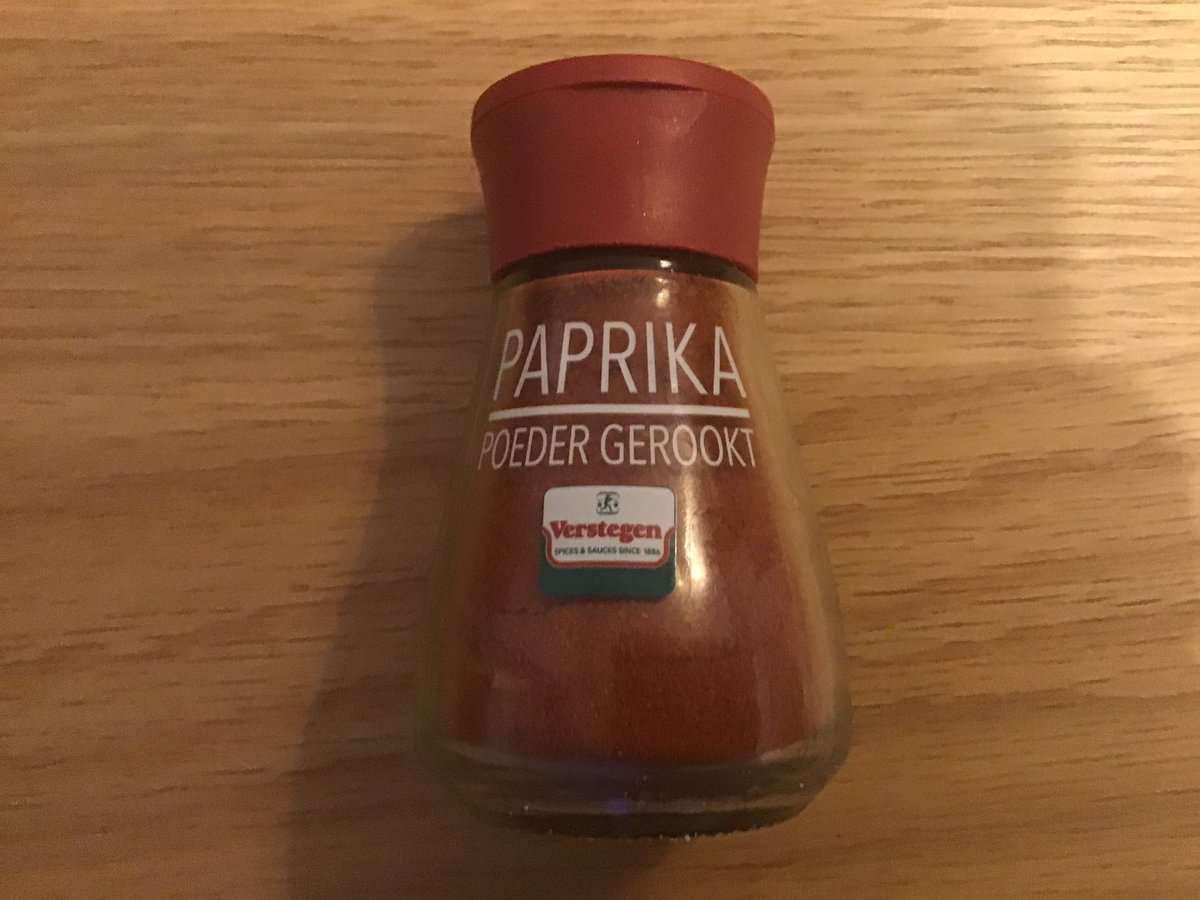 PAPRIKA
POEDER GEROOKT
Verstegen
SPICES & SAUCES SINCE 1886